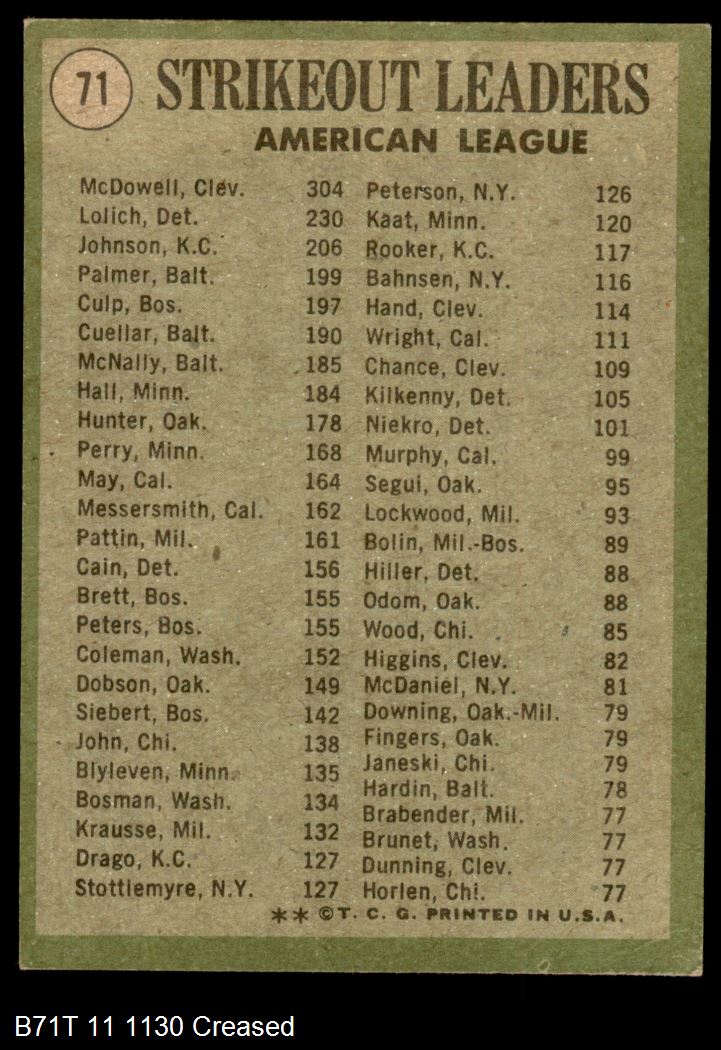 71
STRIKEOUT LEADERS
AMERICAN LEAGUE
McDowell, Clev. 304
Lolich, Det. 230
Johnson, K.C. 206
Palmer, Balt. 199
Culp, Bos. 197
Cuellar, Balt. 190
McNally, Balt. 185
Hall, Minn. 184
Hunter, Oak. 178
Perry, Minn. 168
May, Cal. 164
Messersmith, Cal. 162
Pattin, Mil. 161
Cain, Det. 156
Brett, Bos. 155
Peters, Bos. 155
Coleman, Wash. 152
Dobson, Oak. 149
Siebert, Bos. 142
John, Chi. 138
Blyleven, Minn. 135
Bosman, Wash. 134
Krausse, Mil. 132
Drago, K.C. 127
Stottlemyre, N.Y. 127
Peterson, N.Y. 126
Kaat, Minn. 120
Rooker, K.C. 117
Bahnsen, N.Y. 116
Hand, Clev. 114
Wright, Cal. 111
Chance, Clev. 109
Kilkenny, Det. 105
Niekro, Det. 101
Murphy, Cal. 99
Segui, Oak. 95
Lockwood, Mil. 93
Bolin, Mil.-Bos. 89
Hiller, Det. 88
Odom, Oak. 88
Wood, Chi. 85
Higgins, Clev. 82
McDaniel, N.Y. 81
Downing, Oak.-Mil. 79
Fingers, Oak. 79
Janeski, Chi. 79
Hardin, Balt. 78
Brabender, Mil. 77
Brunet, Wash. 77
Dunning, Clev. 77
Horlen, Chi. 77
** ©T. C. G. PRINTED IN U.S.A.
B71T 11 1130 Creased